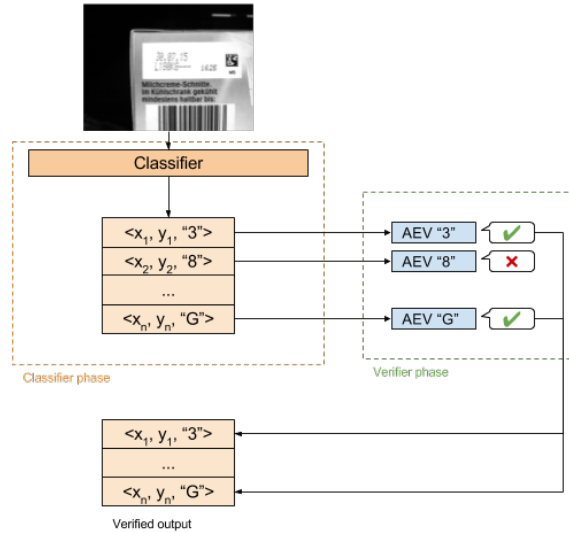 30.07.15
1428
Milchcreme-Schnitte.
im Kühlschrank gekühlt
mindestens haltbar bis:
Classifier
<x1, y1, “3”>
<x2, y2, “8”>
...
<xn, yn, “G”>
Classifier phase
AEV “3”
AEV “8”
AEV “G”
Verifier phase
<x1, y1, “3”>
...
<xn, yn, “G”>
Verified output